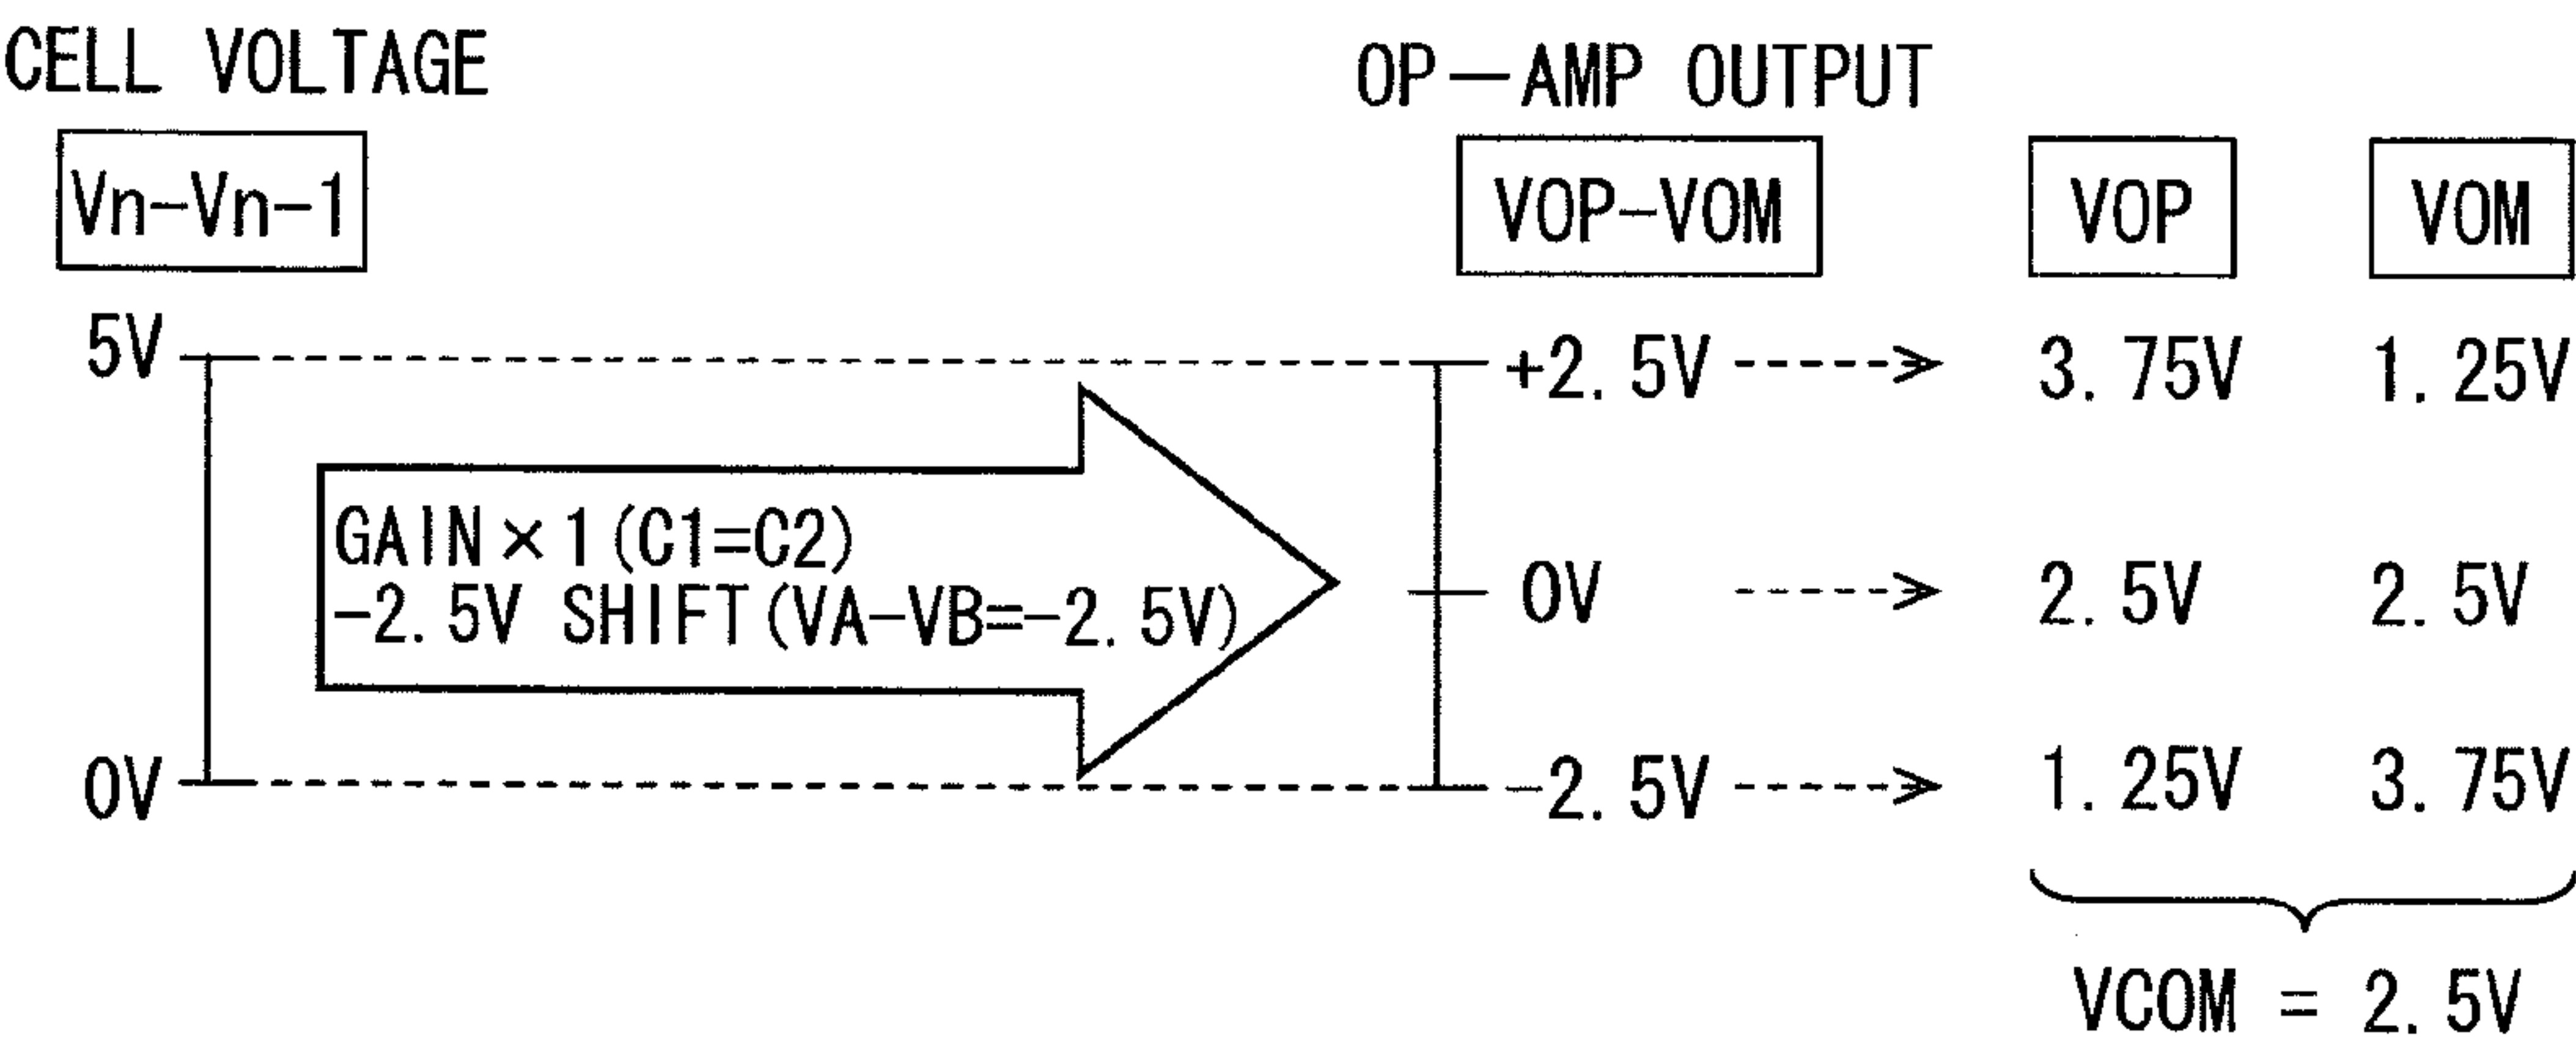 CELL VOLTAGE
OP-AMP OUTPUT
Vn-Vn-1
VOP-VOM
VOP
VOM
5V
+2.5V
3.75V
1.25V
GAIN×1(C1=C2)
-2.5V SHIFT(VA-VB=-2.5V)
0V
2.5V
2.5V
0V
-2.5V
1.25V
3.75V
VCOM = 2.5V